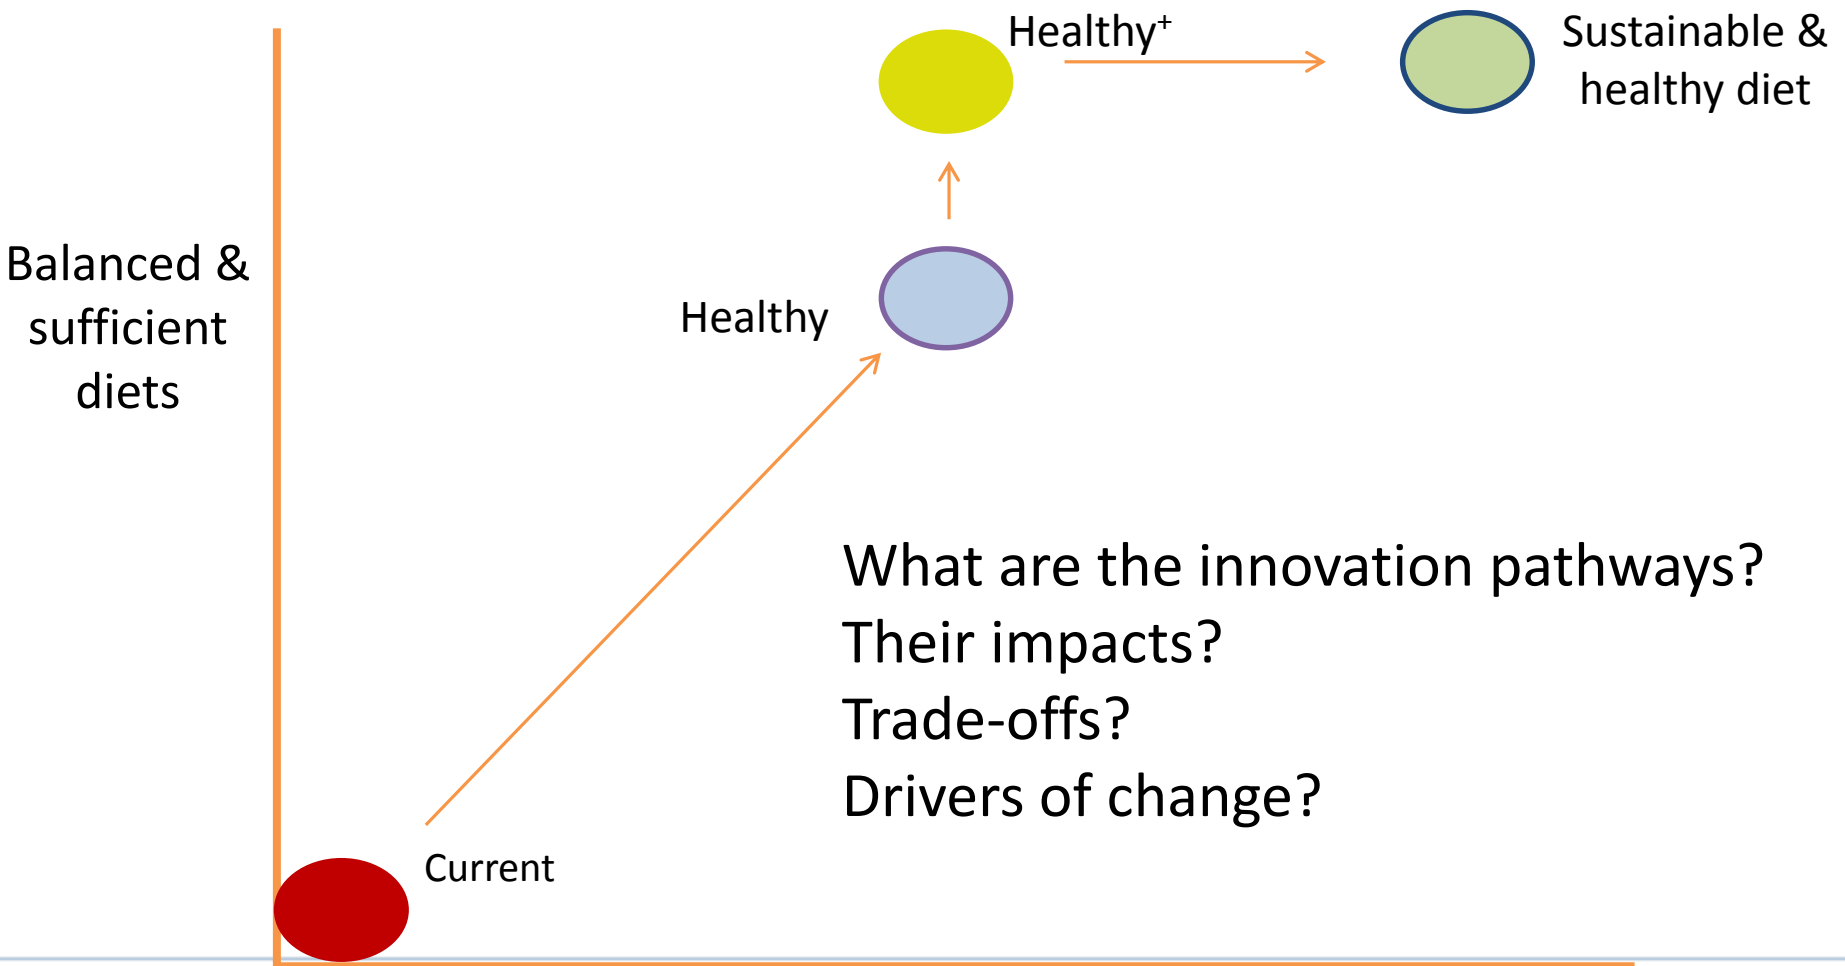 Healthy⁺
Sustainable &
healthy diet
Balanced &
sufficient
diets
Healthy
What are the innovation pathways?
Their impacts?
Trade-offs?
Drivers of change?
Current